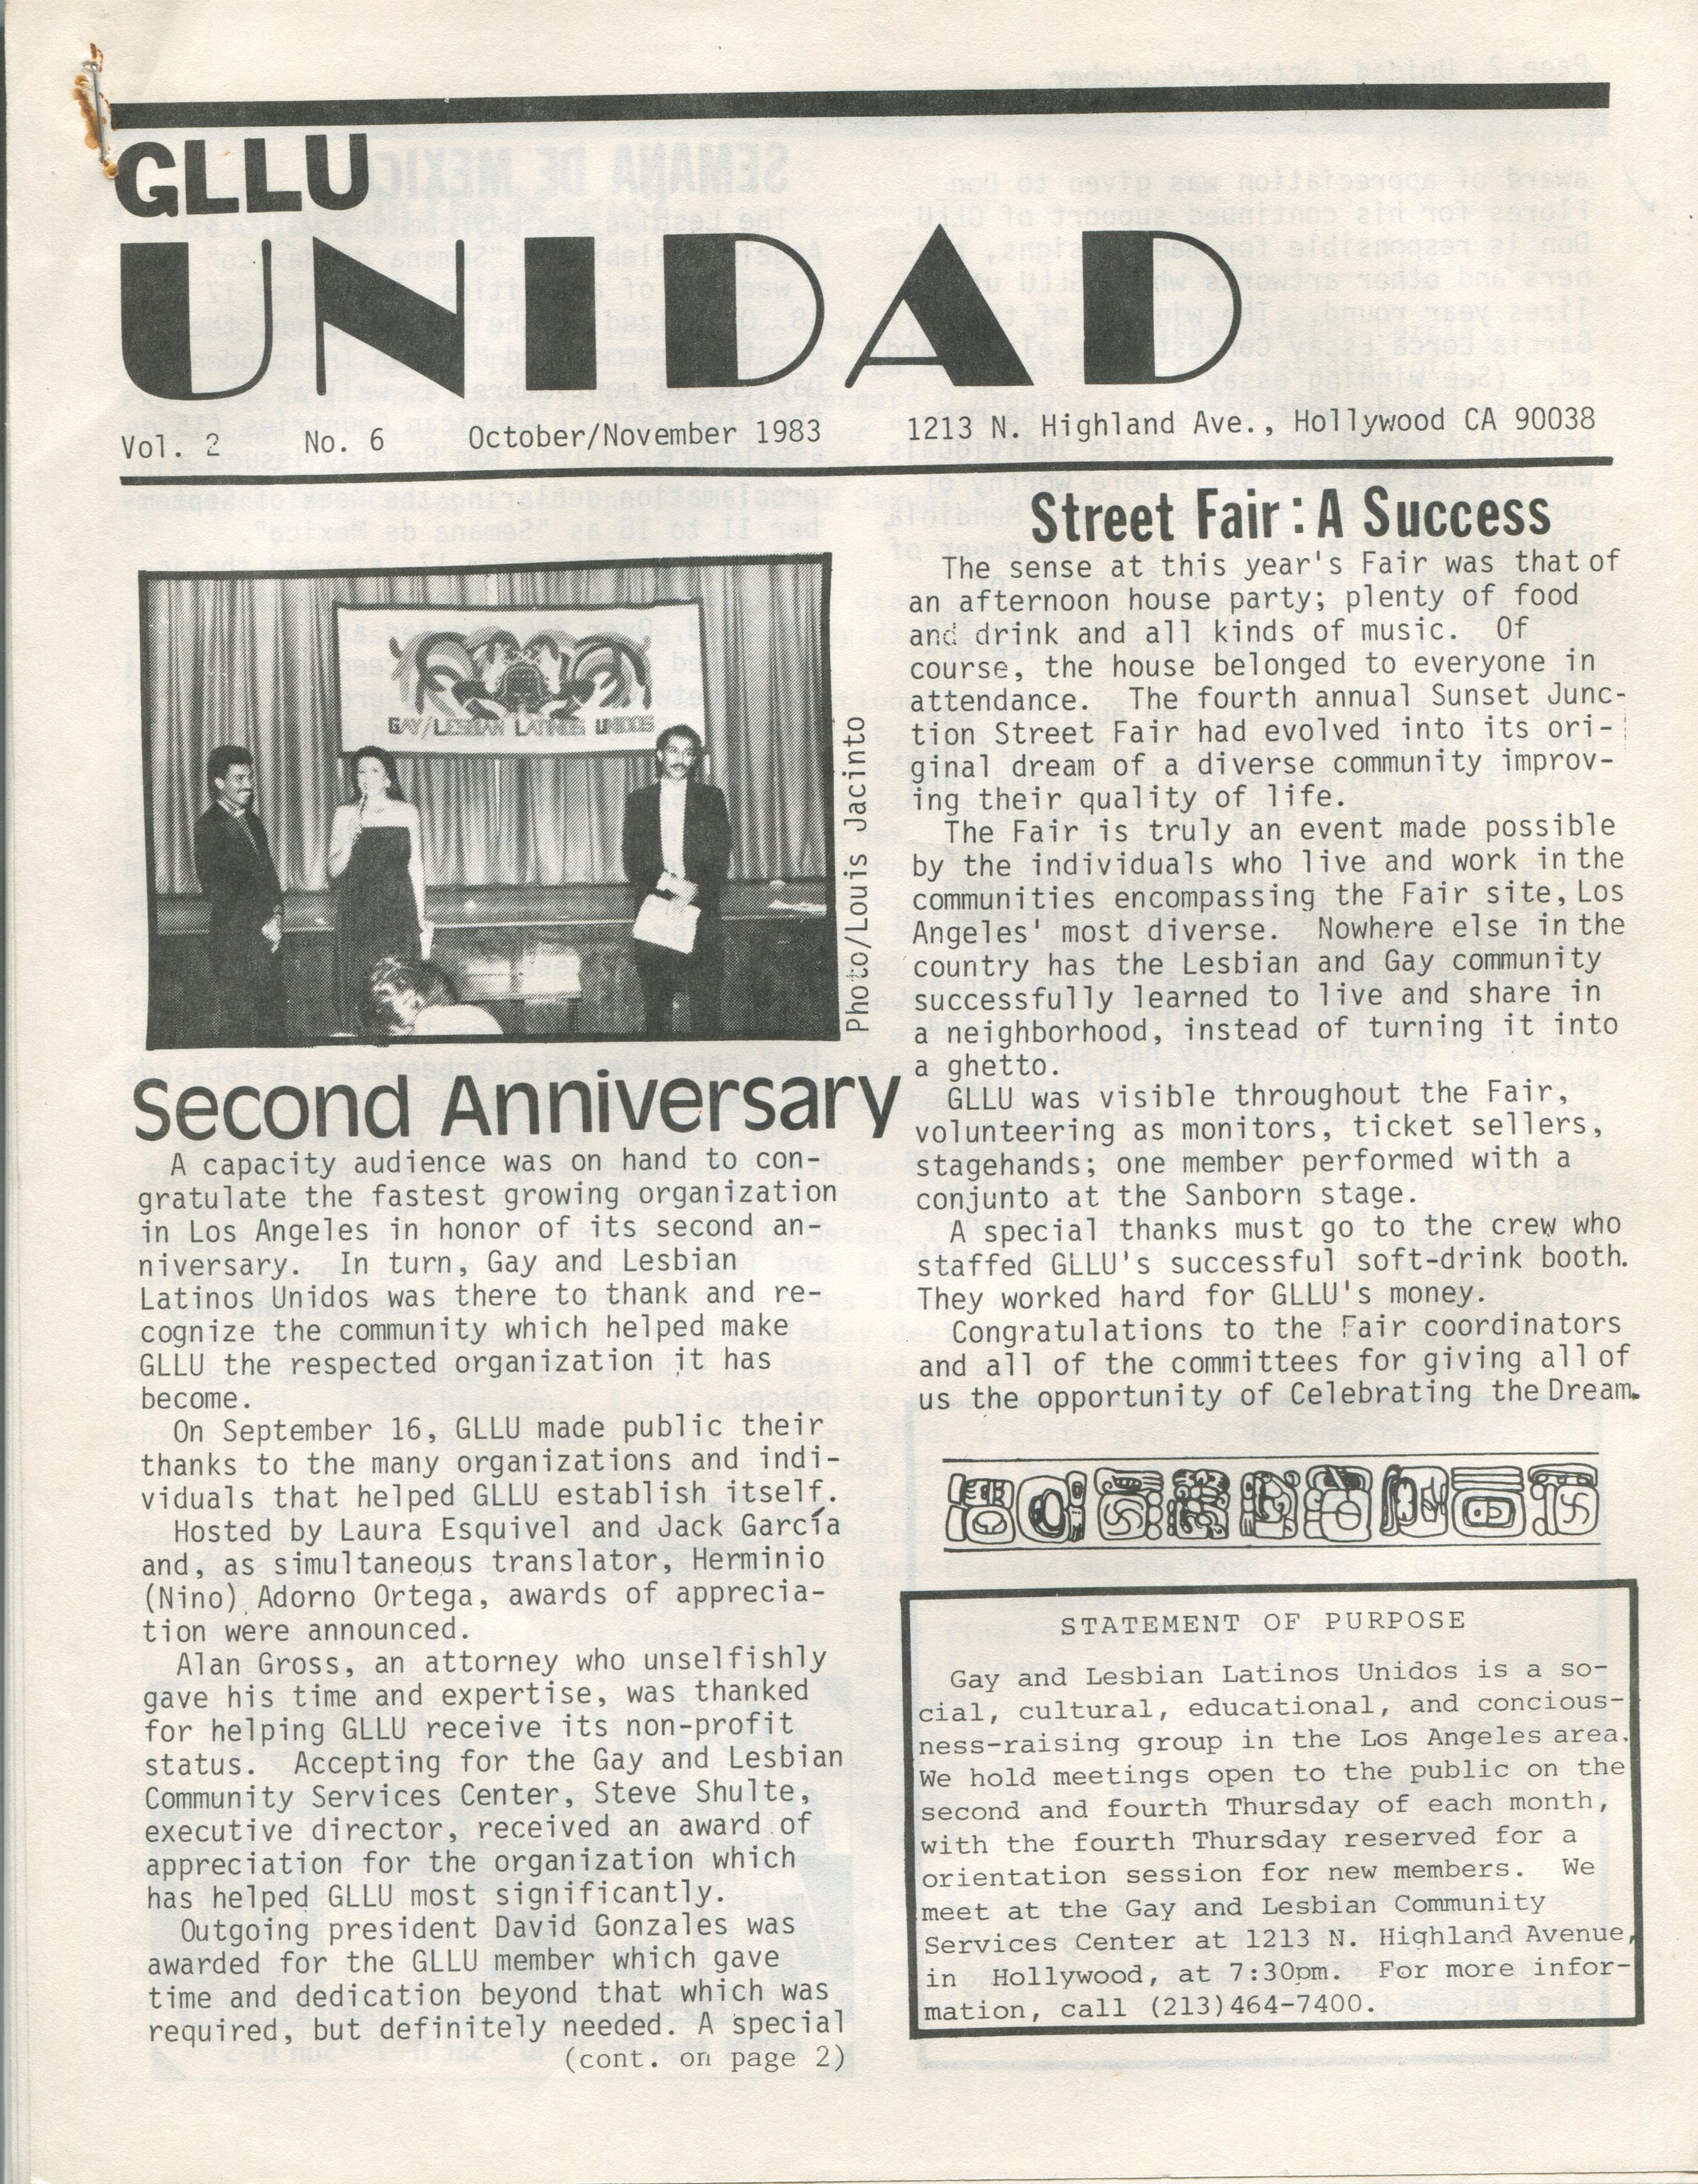 GLLU
UNIDAD
Vol. 2 No. 6 October/November 1983 1213 N. Highland Ave., Hollywood CA 90038
GAY/LESBIAN LATINOS UNIDOS
Photo/Louis Jacinto
Second Anniversary
A capacity audience was on hand to con-
gratulate the fastest growing organization
in Los Angeles in honor of its second an-
niversary. In turn, Gay and Lesbian
Latinos Unidos was there to thank and re-
cognize the community which helped make
GLLU the respected organization it has
become.
On September 16, GLLU made public their
thanks to the many organizations and indi-
viduals that helped GLLU establish itself.
Hosted by Laura Esquivel and Jack García
and, as simultaneous translator, Herminio
(Nino) Adorno Ortega, awards of apprecia-
tion were announced.
Alan Gross, an attorney who unselfishly
gave his time and expertise, was thanked
for helping GLLU receive its non-profit
status. Accepting for the Gay and Lesbian
Community Services Center, Steve Shulte,
executive director, received an award of
appreciation for the organization which
has helped GLLU most significantly.
Outgoing president David Gonzales was
awarded for the GLLU member which gave
time and dedication beyond that which was
required, but definitely needed. A special
(cont. on page 2)
Street Fair: A Success
The sense at this year's Fair was that of
an afternoon house party; plenty of food
and drink and all kinds of music. Of
course, the house belonged to everyone in
attendance. The fourth annual Sunset Junc-
tion Street Fair had evolved into its ori-
ginal dream of a diverse community improv-
ing their quality of life.
The Fair is truly an event made possible
by the individuals who live and work in the
communities encompassing the Fair site, Los
Angeles' most diverse. Nowhere else in the
country has the Lesbian and Gay community
successfully learned to live and share in
a neighborhood, instead of turning it into
a ghetto.
GLLU was visible throughout the Fair,
volunteering as monitors, ticket sellers,
stagehands; one member performed with a
conjunto at the Sanborn stage.
A special thanks must go to the crew who
staffed GLLU's successful soft-drink booth.
They worked hard for GLLU's money.
Congratulations to the Fair coordinators
and all of the committees for giving all of
us the opportunity of Celebrating the Dream.
STATEMENT OF PURPOSE
Gay and Lesbian Latinos Unidos is a so-
cial, cultural, educational, and concious-
ness-raising group in the Los Angeles area.
We hold meetings open to the public on the
second and fourth Thursday of each month,
with the fourth Thursday reserved for a
orientation session for new members. We
meet at the Gay and Lesbian Community
Services Center at 1213 N. Highland Avenue,
in Hollywood, at 7:30pm. For more infor-
mation, call (213)464-7400.